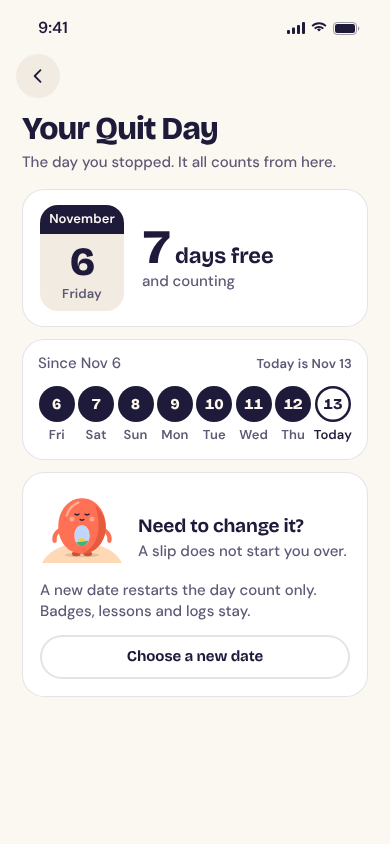 9:41
Your Quit Day
The day you stopped. It all counts from here.
November
6
Friday
7 days free
and counting
Since Nov 6
Today is Nov 13
6 7 8 9 10 11 12 13
Fri Sat Sun Mon Tue Wed Thu Today
Need to change it?
A slip does not start you over.
A new date restarts the day count only.
Badges, lessons and logs stay.
Choose a new date